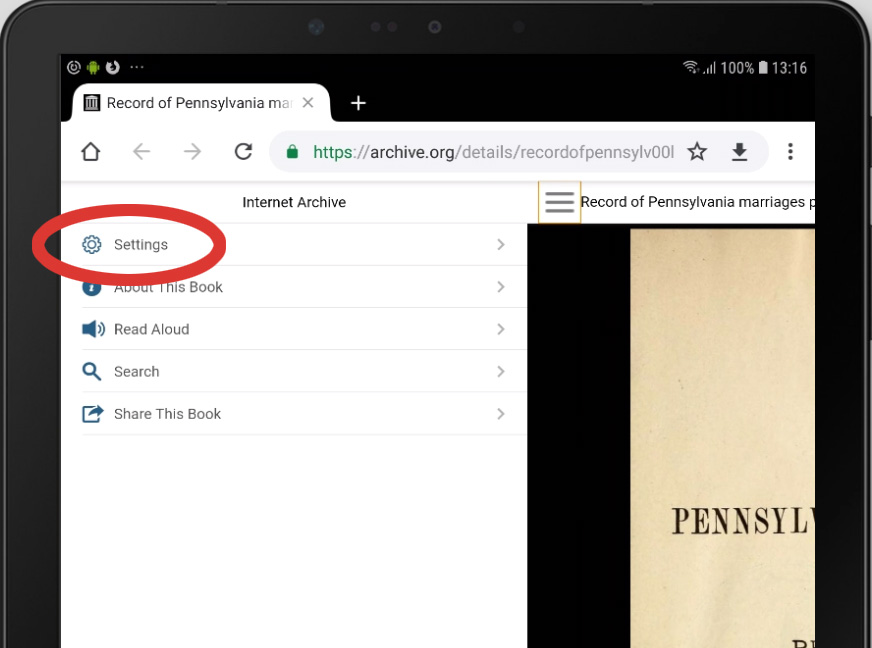 100% 13:16
Record of Pennsylvania mar
https://archive.org/details/recordofpennsylv00l
Internet Archive
Record of Pennsylvania marriages p
Settings
About This Book
Read Aloud
Search
Share This Book
PENNSYLV